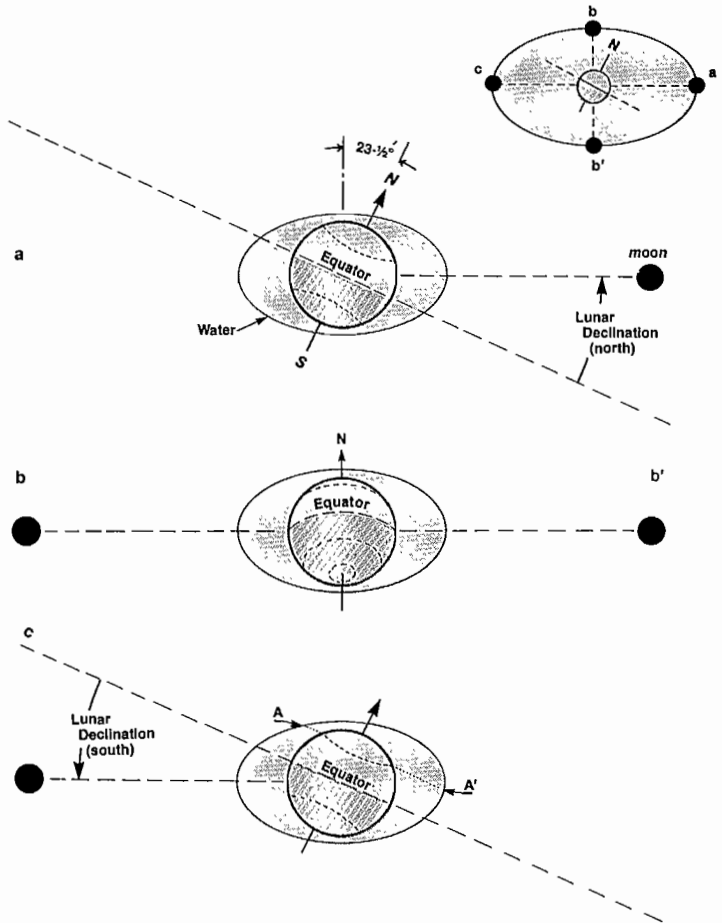 b
N
c
a
b'
23-½°
N
a
Equator
moon
Water
S
Lunar
Declination
(north)
N
b
b'
Equator
c
Lunar
Declination
(south)
A
Equator
A'